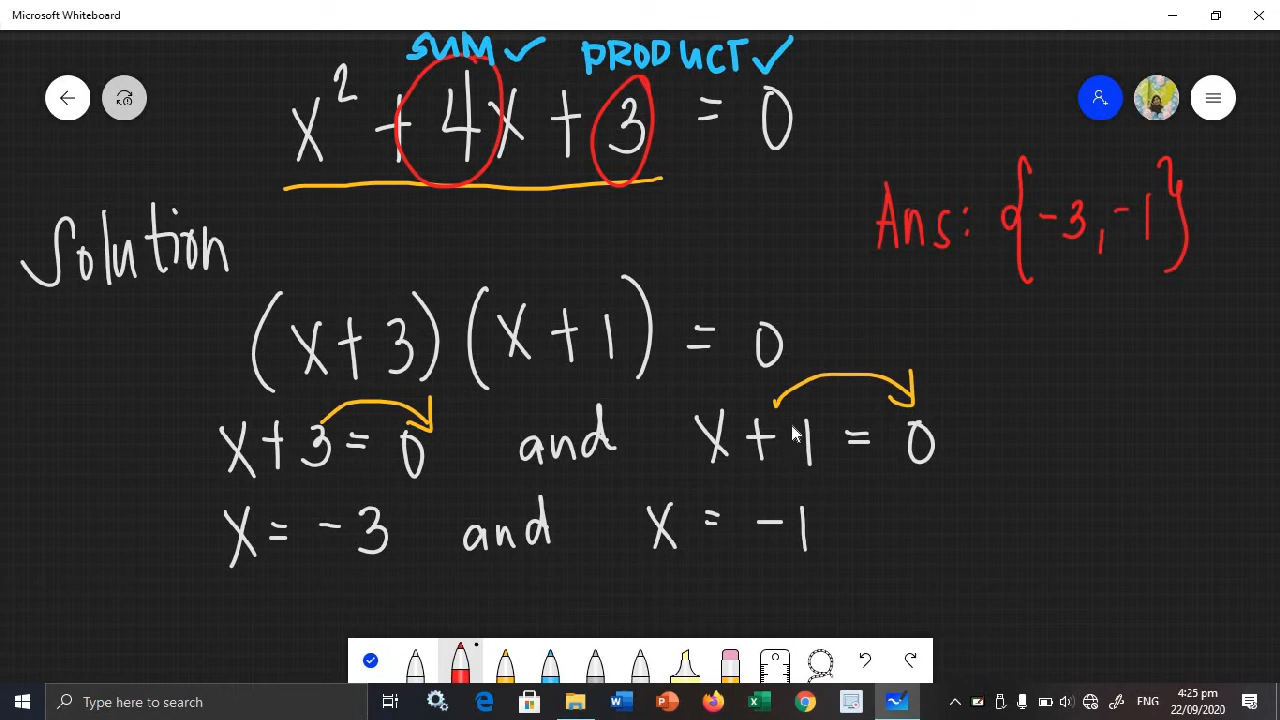 Microsoft Whiteboard
SUM ✓ PRODUCT ✓
x² + 4x + 3 = 0
Ans: {-3, -1}
Solution
(x + 3) (x + 1) = 0
x + 3 = 0 and x + 1 = 0
x = -3 and x = -1
Type here to search
ENG
4:25 pm
22/09/2020